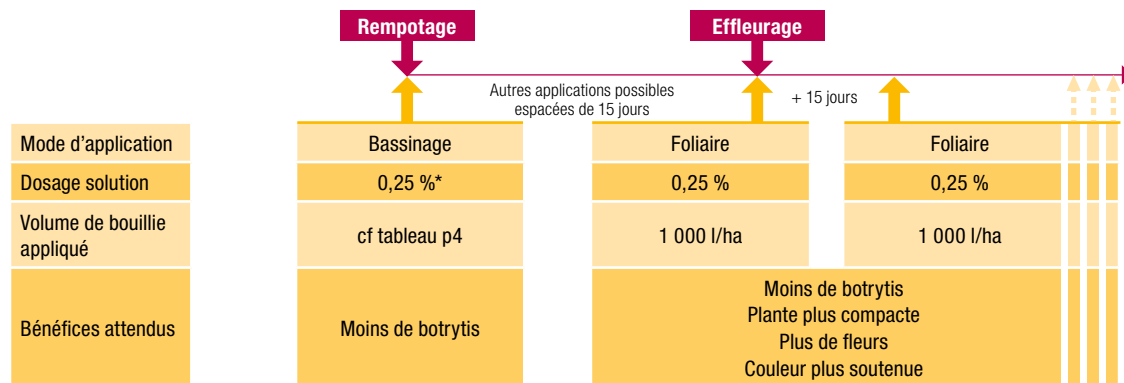 Rempotage
Effleurage
Autres applications possibles
espacées de 15 jours
+ 15 jours
Mode d'application
Bassinage
Foliaire
Foliaire
Dosage solution
0,25 %*
0,25 %
0,25 %
Volume de bouillie
appliqué
cf tableau p4
1 000 l/ha
1 000 l/ha
Bénéfices attendus
Moins de botrytis
Moins de botrytis
Plante plus compacte
Plus de fleurs
Couleur plus soutenue